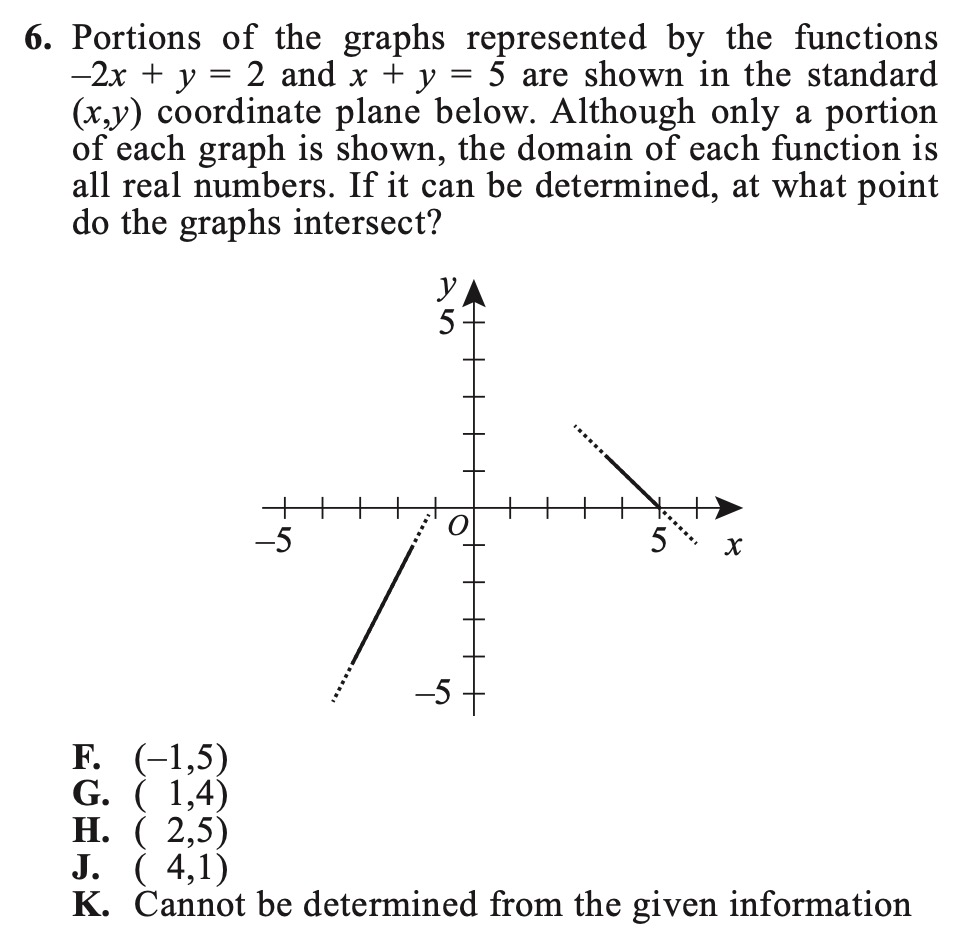 6. Portions of the graphs represented by the functions
–2x + y = 2 and x + y = 5 are shown in the standard
(x,y) coordinate plane below. Although only a portion
of each graph is shown, the domain of each function is
all real numbers. If it can be determined, at what point
do the graphs intersect?
y
5
–5
O
5
x
–5
F. (–1,5)
G. ( 1,4)
H. ( 2,5)
J. ( 4,1)
K. Cannot be determined from the given information